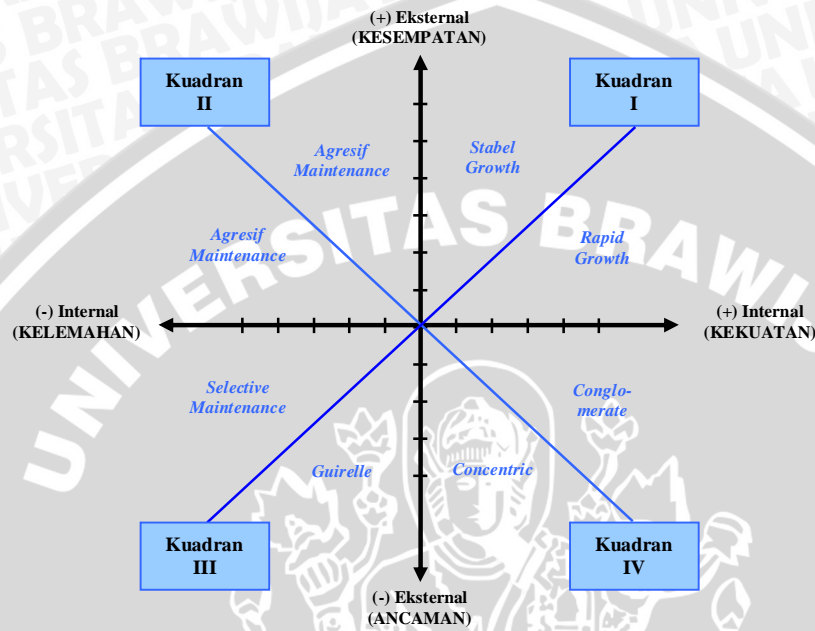 (+) Eksternal
(KESEMPATAN)
Kuadran
II
Kuadran
I
Agresif
Maintenance
Stabel
Growth
Agresif
Maintenance
Rapid
Growth
(-) Internal
(KELEMAHAN)
(+) Internal
(KEKUATAN)
Selective
Maintenance
Conglo-
merate
Guirelle
Concentric
Kuadran
III
Kuadran
IV
(-) Eksternal
(ANCAMAN)
UNIVERSITAS BRAWIJ